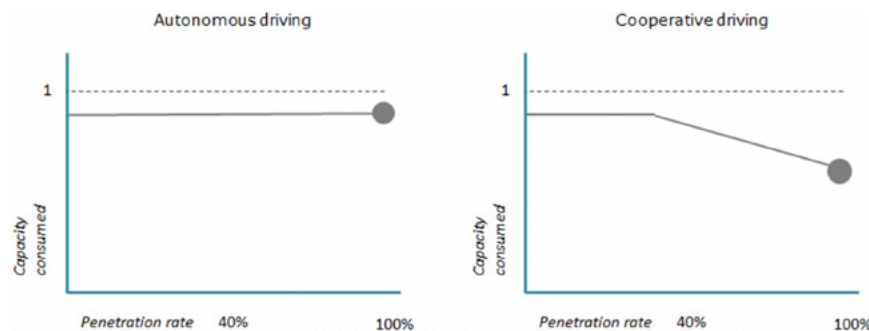 Autonomous driving
1
Capacity
consumed
Penetration rate 40% 100%
Cooperative driving
1
Capacity
consumed
Penetration rate 40% 100%